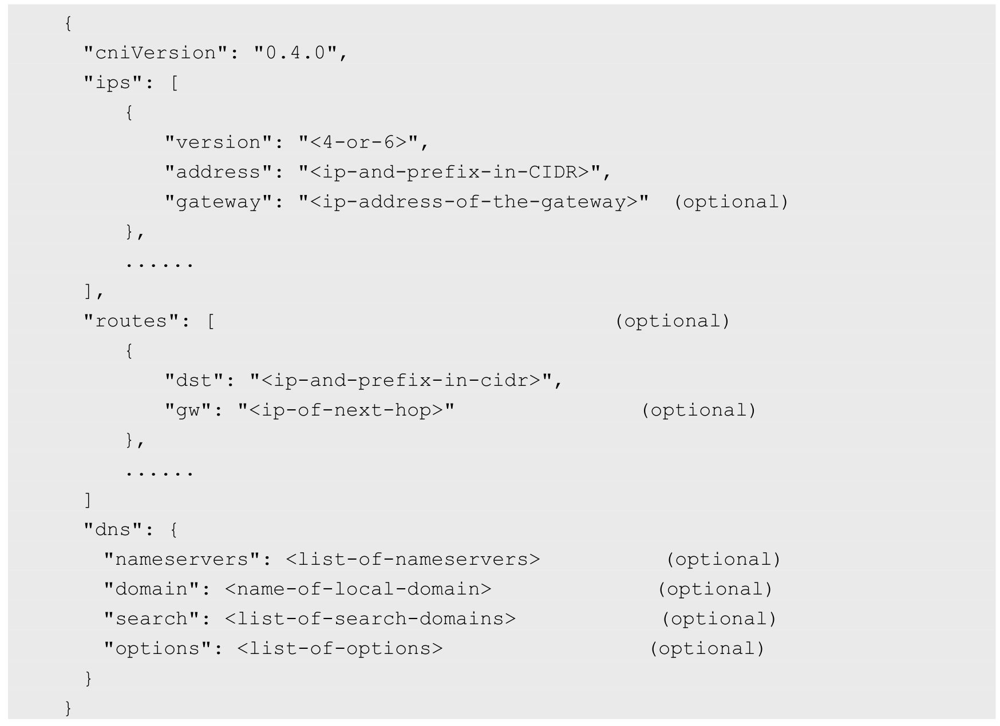 {
  "cniVersion": "0.4.0",
  "ips": [
      {
          "version": "<4-or-6>",
          "address": "<ip-and-prefix-in-CIDR>",
          "gateway": "<ip-address-of-the-gateway>"  (optional)
      },
      ......
  ],
  "routes": [                                 (optional)
      {
          "dst": "<ip-and-prefix-in-cidr>",
          "gw": "<ip-of-next-hop>"               (optional)
      },
      ......
  ]
  "dns": {
    "nameservers": <list-of-nameservers>          (optional)
    "domain": <name-of-local-domain>             (optional)
    "search": <list-of-search-domains>            (optional)
    "options": <list-of-options>                 (optional)
  }
}